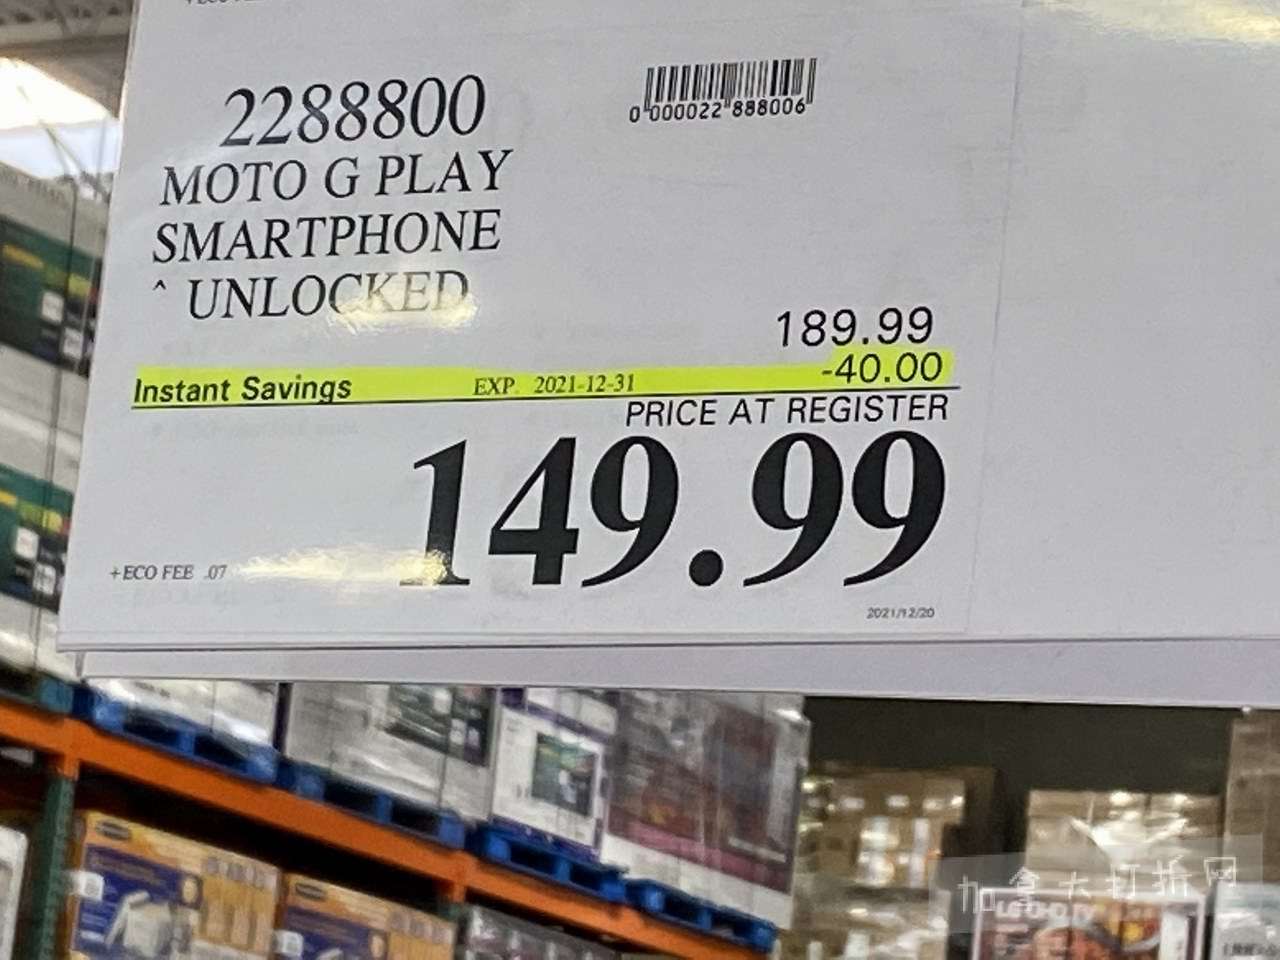 2288800
0 000022 888006
MOTO G PLAY
SMARTPHONE
^ UNLOCKED
189.99
Instant Savings EXP. 2021-12-31 -40.00
PRICE AT REGISTER
149.99
+ECO FEE .07
2021/12/20
加拿大打折网